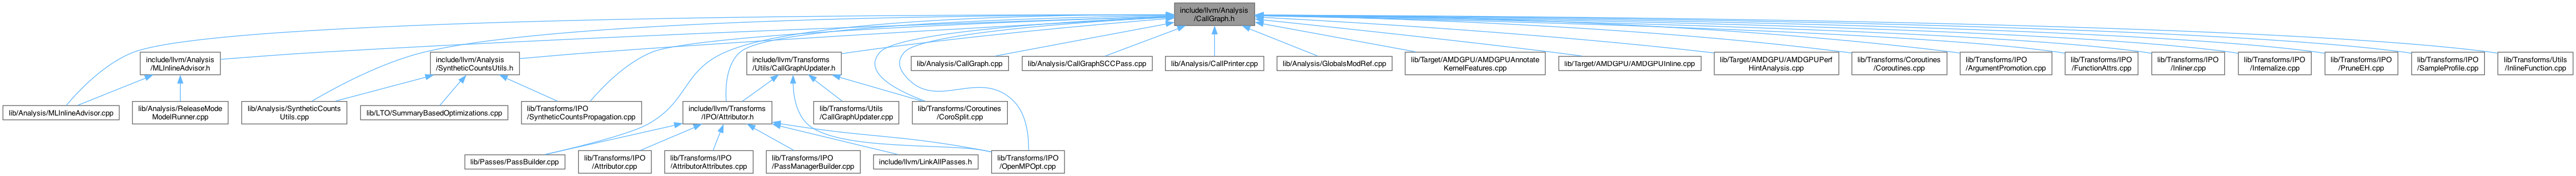 include/llvm/Analysis
/CallGraph.h
include/llvm/Analysis
/MLInlineAdvisor.h
include/llvm/Analysis
/SyntheticCountsUtils.h
include/llvm/Transforms
/Utils/CallGraphUpdater.h
lib/Analysis/CallGraph.cpp
lib/Analysis/CallGraphSCCPass.cpp
lib/Analysis/CallPrinter.cpp
lib/Analysis/GlobalsModRef.cpp
lib/Target/AMDGPU/AMDGPUAnnotate
KernelFeatures.cpp
lib/Target/AMDGPU/AMDGPUInline.cpp
lib/Target/AMDGPU/AMDGPUPerf
HintAnalysis.cpp
lib/Transforms/Coroutines
/Coroutines.cpp
lib/Transforms/IPO
/ArgumentPromotion.cpp
lib/Transforms/IPO
/FunctionAttrs.cpp
lib/Transforms/IPO
/Inliner.cpp
lib/Transforms/IPO
/Internalize.cpp
lib/Transforms/IPO
/PruneEH.cpp
lib/Transforms/IPO
/SampleProfile.cpp
lib/Transforms/Utils
/InlineFunction.cpp
lib/Analysis/MLInlineAdvisor.cpp
lib/Analysis/ReleaseMode
ModelRunner.cpp
lib/Analysis/SyntheticCounts
Utils.cpp
lib/LTO/SummaryBasedOptimizations.cpp
lib/Transforms/IPO
/SyntheticCountsPropagation.cpp
include/llvm/Transforms
/IPO/Attributor.h
lib/Transforms/Utils
/CallGraphUpdater.cpp
lib/Transforms/Coroutines
/CoroSplit.cpp
lib/Passes/PassBuilder.cpp
lib/Transforms/IPO
/Attributor.cpp
lib/Transforms/IPO
/AttributorAttributes.cpp
lib/Transforms/IPO
/PassManagerBuilder.cpp
include/llvm/LinkAllPasses.h
lib/Transforms/IPO
/OpenMPOpt.cpp